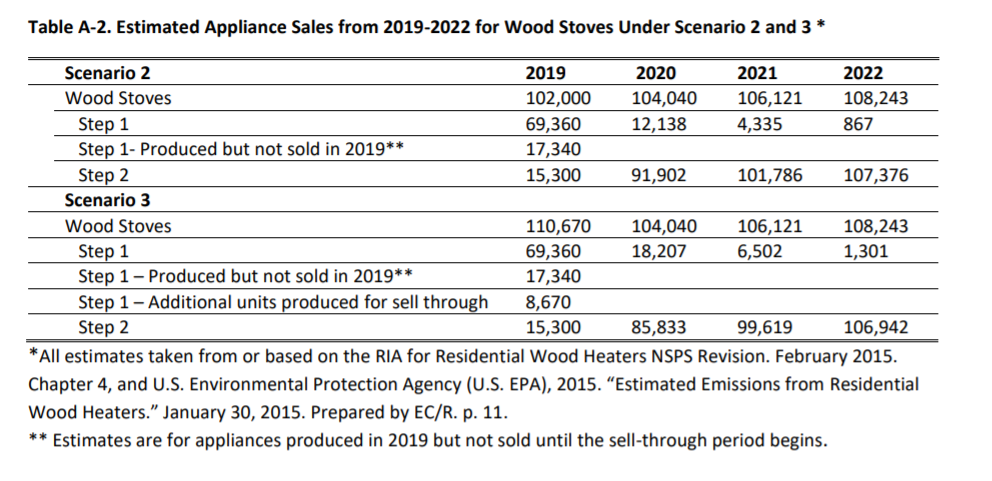 Table A-2. Estimated Appliance Sales from 2019-2022 for Wood Stoves Under Scenario 2 and 3 *
Scenario 2 2019 2020 2021 2022
Wood Stoves 102,000 104,040 106,121 108,243
Step 1 69,360 12,138 4,335 867
Step 1- Produced but not sold in 2019** 17,340
Step 2 15,300 91,902 101,786 107,376
Scenario 3
Wood Stoves 110,670 104,040 106,121 108,243
Step 1 69,360 18,207 6,502 1,301
Step 1 – Produced but not sold in 2019** 17,340
Step 1 – Additional units produced for sell through 8,670
Step 2 15,300 85,833 99,619 106,942
*All estimates taken from or based on the RIA for Residential Wood Heaters NSPS Revision. February 2015.
Chapter 4, and U.S. Environmental Protection Agency (U.S. EPA), 2015. “Estimated Emissions from Residential
Wood Heaters.” January 30, 2015. Prepared by EC/R. p. 11.
** Estimates are for appliances produced in 2019 but not sold until the sell-through period begins.